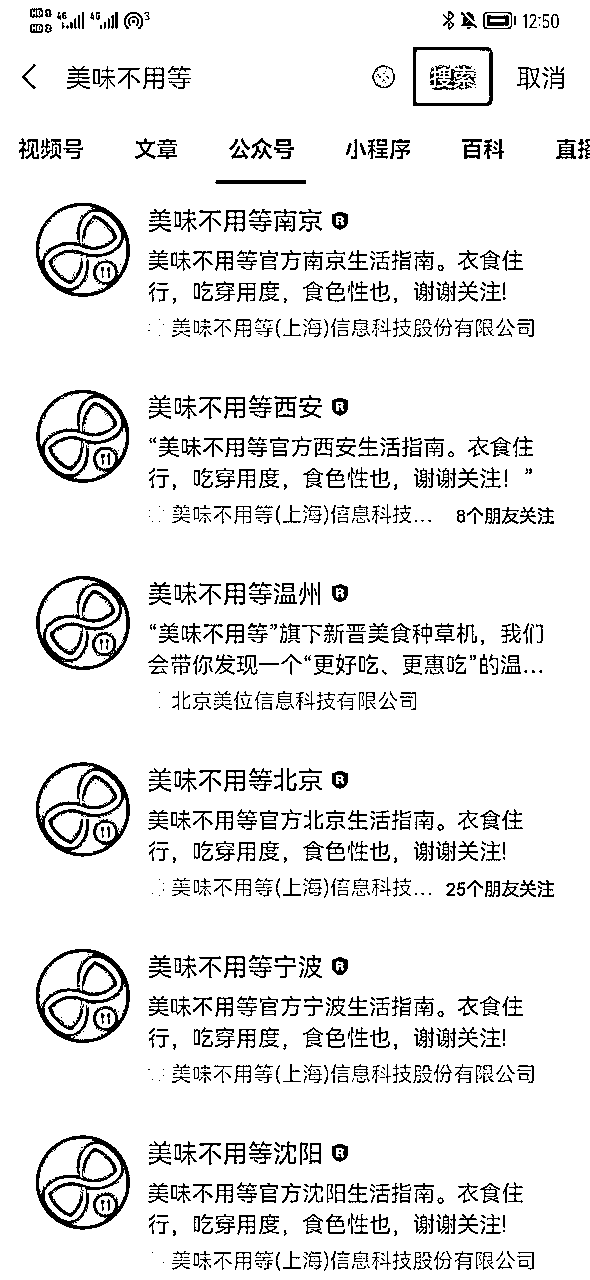 12:50
美味不用等
搜索
取消
视频号 文章 公众号 小程序 百科 直播
美味不用等南京
美味不用等官方南京生活指南。衣食住
行，吃穿用度，食色性也，谢谢关注!
美味不用等(上海)信息科技股份有限公司
美味不用等西安
“美味不用等官方西安生活指南。衣食住
行，吃穿用度，食色性也，谢谢关注！”
美味不用等(上海)信息科技... 8个朋友关注
美味不用等温州
“美味不用等”旗下新晋美食种草机，我们
会带你发现一个“更好吃、更惠吃”的温...
北京美位信息科技有限公司
美味不用等北京
美味不用等官方北京生活指南。衣食住
行，吃穿用度，食色性也，谢谢关注!
美味不用等(上海)信息科技... 25个朋友关注
美味不用等宁波
美味不用等官方宁波生活指南。衣食住
行，吃穿用度，食色性也，谢谢关注!
美味不用等(上海)信息科技股份有限公司
美味不用等沈阳
美味不用等官方沈阳生活指南。衣食住
行，吃穿用度，食色性也，谢谢关注!
美味不用等(上海)信息科技股份有限公司